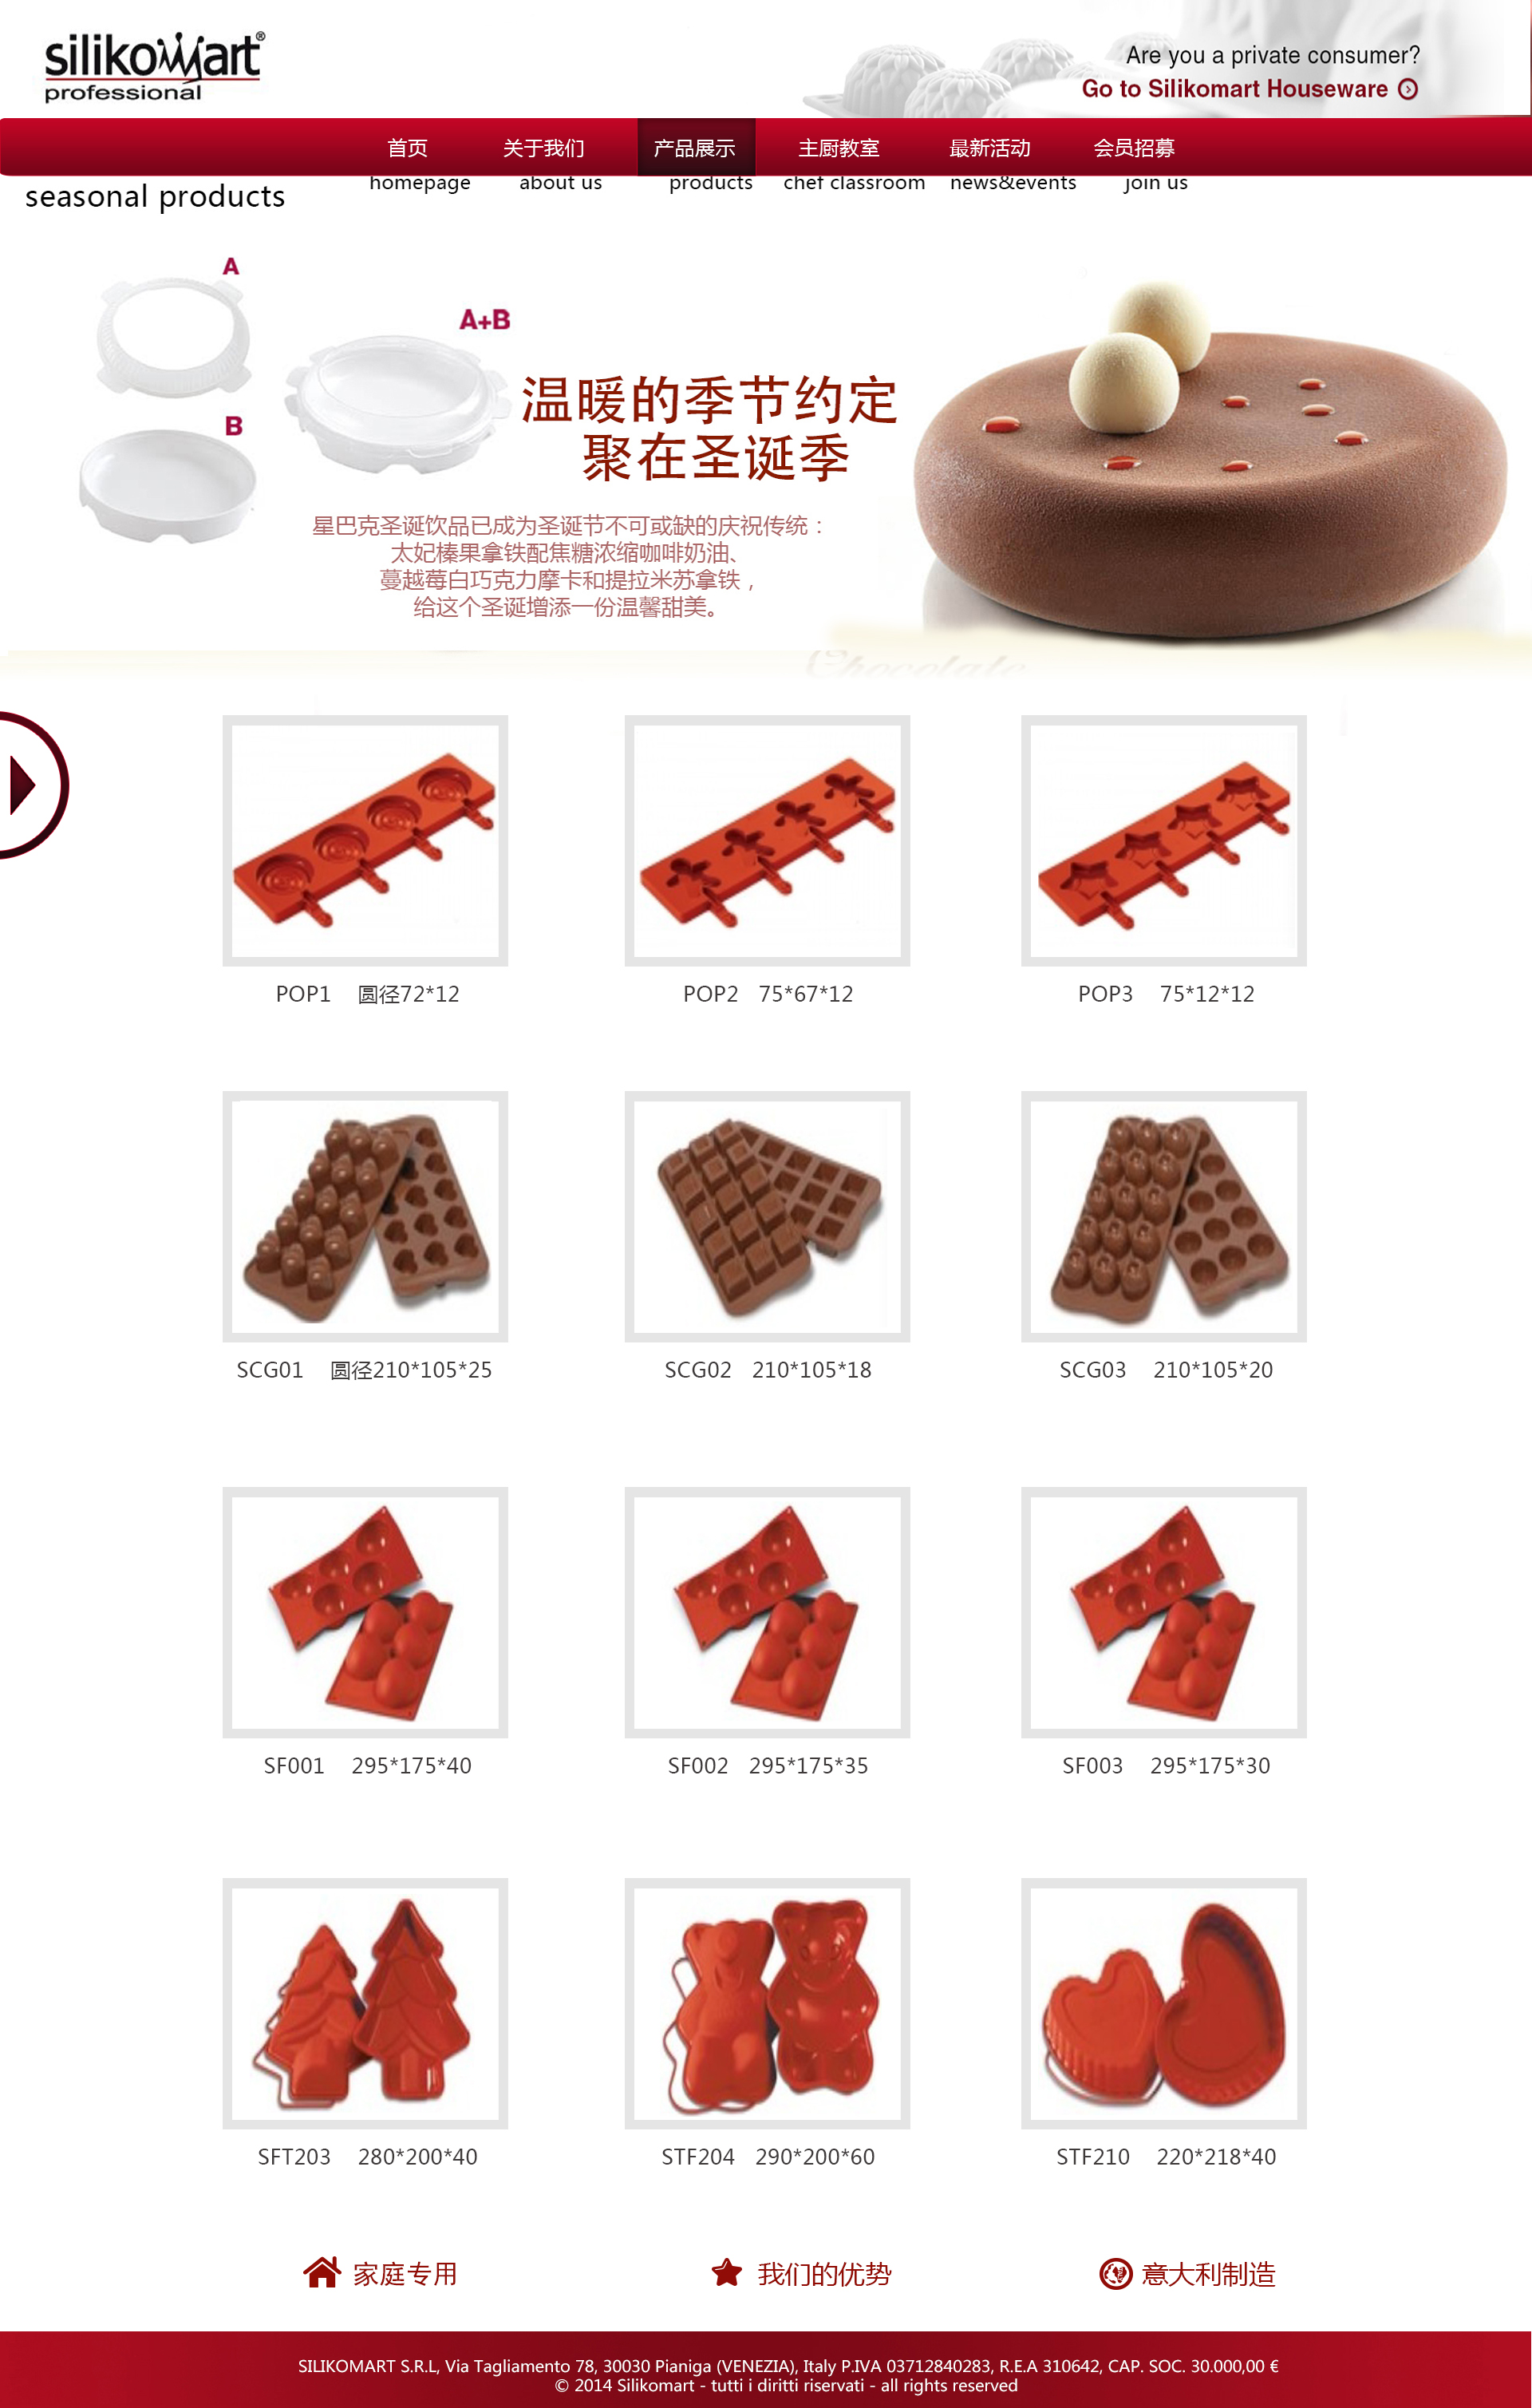 silikomart®
professional
Are you a private consumer?
Go to Silikomart Houseware
首页 关于我们 产品展示 主厨教室 最新活动 会员招募
homepage about us products chef classroom news&events join us
seasonal products
A
A+B
B
温暖的季节约定
聚在圣诞季
星巴克圣诞饮品已成为圣诞节不可或缺的庆祝传统：
太妃榛果拿铁配焦糖浓缩咖啡奶油、
蔓越莓白巧克力摩卡和提拉米苏拿铁，
给这个圣诞增添一份温馨甜美。
Chocolate
POP1 圆径72*12
POP2 75*67*12
POP3 75*12*12
SCG01 圆径210*105*25
SCG02 210*105*18
SCG03 210*105*20
SF001 295*175*40
SF002 295*175*35
SF003 295*175*30
SFT203 280*200*40
STF204 290*200*60
STF210 220*218*40
家庭专用
我们的优势
意大利制造
SILIKOMART S.R.L, Via Tagliamento 78, 30030 Pianiga (VENEZIA), Italy P.IVA 03712840283, R.E.A 310642, CAP. SOC. 30.000,00 €
© 2014 Silikomart - tutti i diritti riservati - all rights reserved